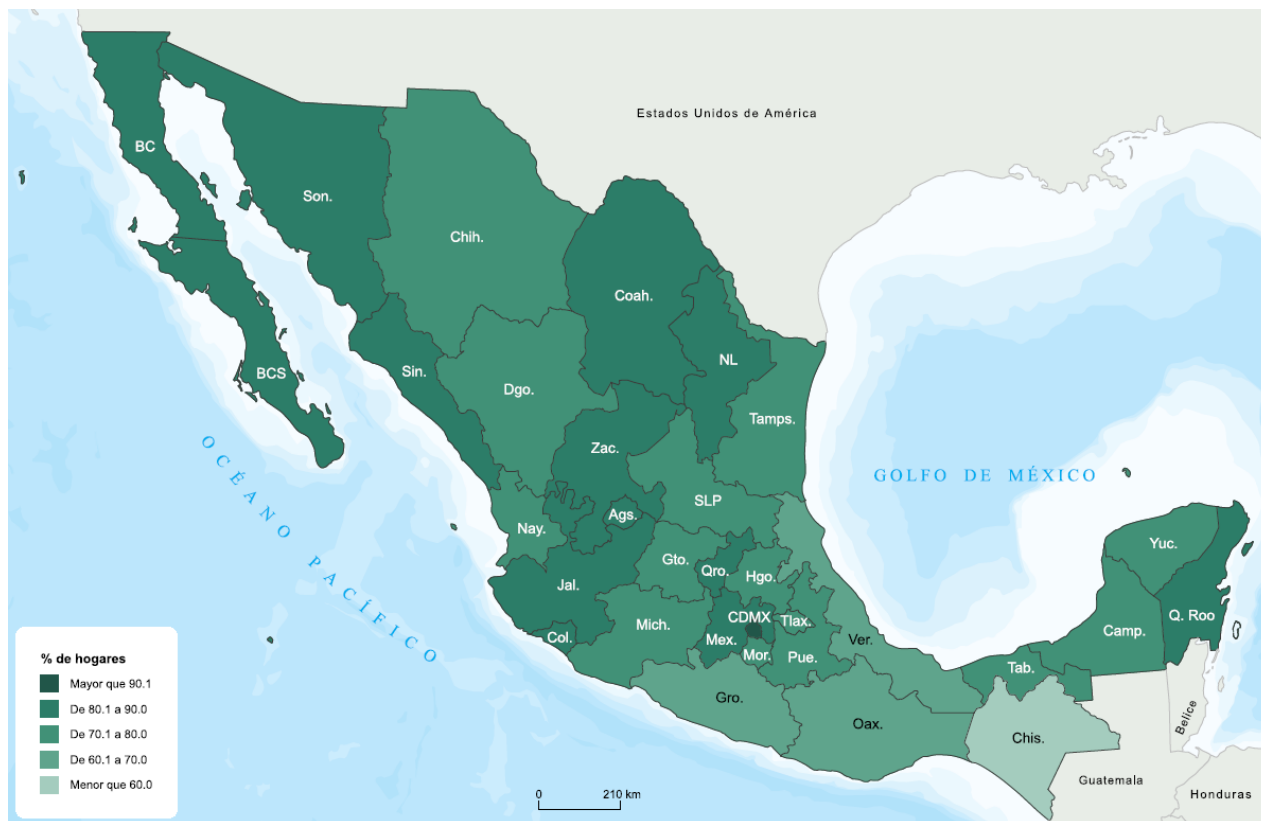 Estados Unidos de América
BC
Son.
Chih.
Coah.
BCS
Sin.
NL
Dgo.
Tamps.
Zac.
OCÉANO PACÍFICO
GOLFO DE MÉXICO
SLP
Ags.
Nay.
Yuc.
Gto.
Qro.
Hgo.
Jal.
CDMX
Q. Roo
Tlax.
Mich.
Camp.
Col.
Mex.
Ver.
Mor.
Pue.
Tab.
Gro.
Oax.
Chis.
Belice
Guatemala
Honduras
% de hogares
Mayor que 90.1
De 80.1 a 90.0
De 70.1 a 80.0
De 60.1 a 70.0
Menor que 60.0
0 210 km